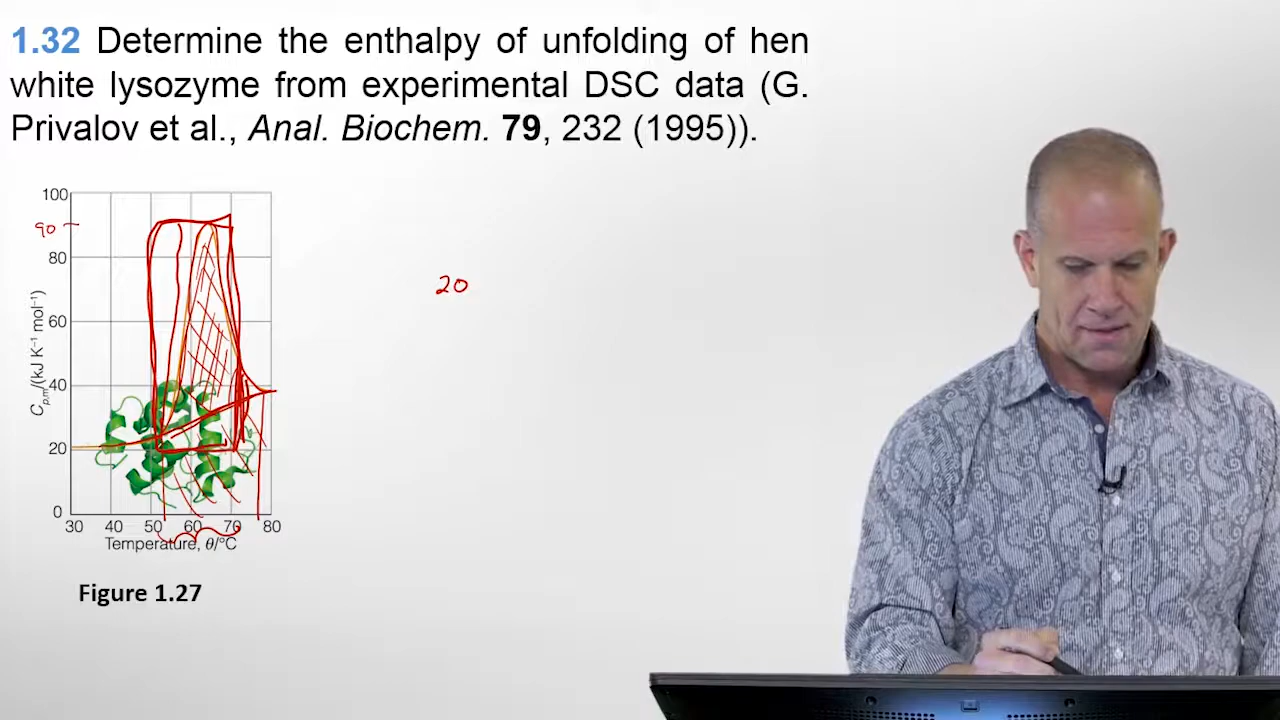 1.32 Determine the enthalpy of unfolding of hen
white lysozyme from experimental DSC data (G.
Privalov et al., Anal. Biochem. 79, 232 (1995)).
100
90
80
60
40
20
0
C p,m/(kJ K⁻¹ mol⁻¹)
30 40 50 60 70 80
Temperature, θ/°C
Figure 1.27
20